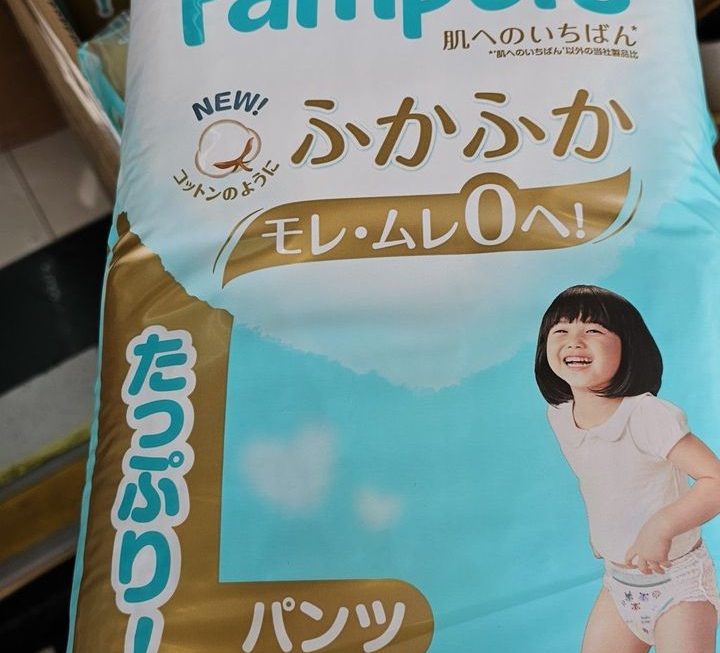 Pampers
肌へのいちばん*
*"肌へのいちばん"以外の当社製品比
NEW!
コットンのように
ふかふか
モレ・ムレ0へ!
たっぷりー
パンツ